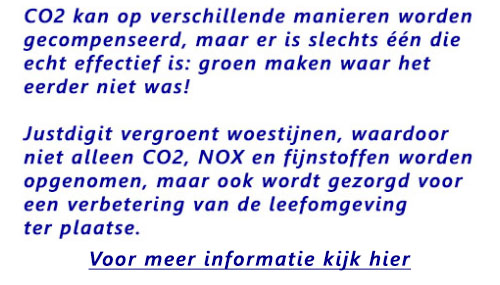 CO2 kan op verschillende manieren worden
gecompenseerd, maar er is slechts één die
echt effectief is: groen maken waar het
eerder niet was!
Justdigit vergroent woestijnen, waardoor
niet alleen CO2, NOX en fijnstoffen worden
opgenomen, maar ook wordt gezorgd voor
een verbetering van de leefomgeving
ter plaatse.
Voor meer informatie kijk hier